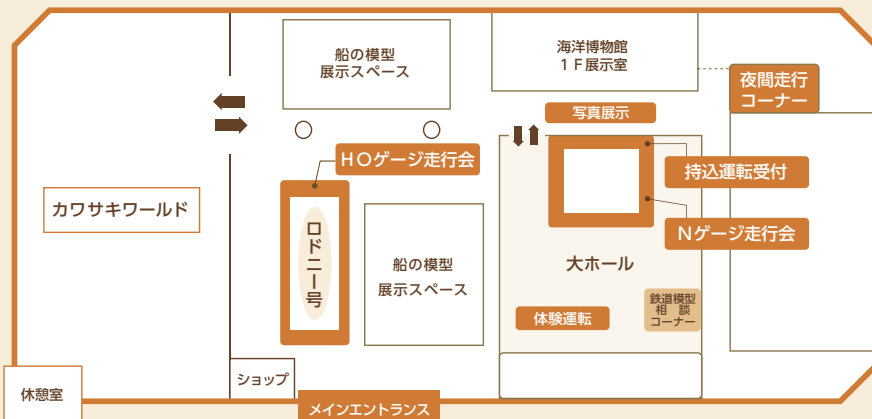 船の模型
展示スペース
海洋博物館
1F展示室
夜間走行
コーナー
写真展示
HOゲージ走行会
持込運転受付
カワサキワールド
ロドニー号
Nゲージ走行会
船の模型
展示スペース
大ホール
鉄道模型
相談
コーナー
体験運転
ショップ
休憩室
メインエントランス